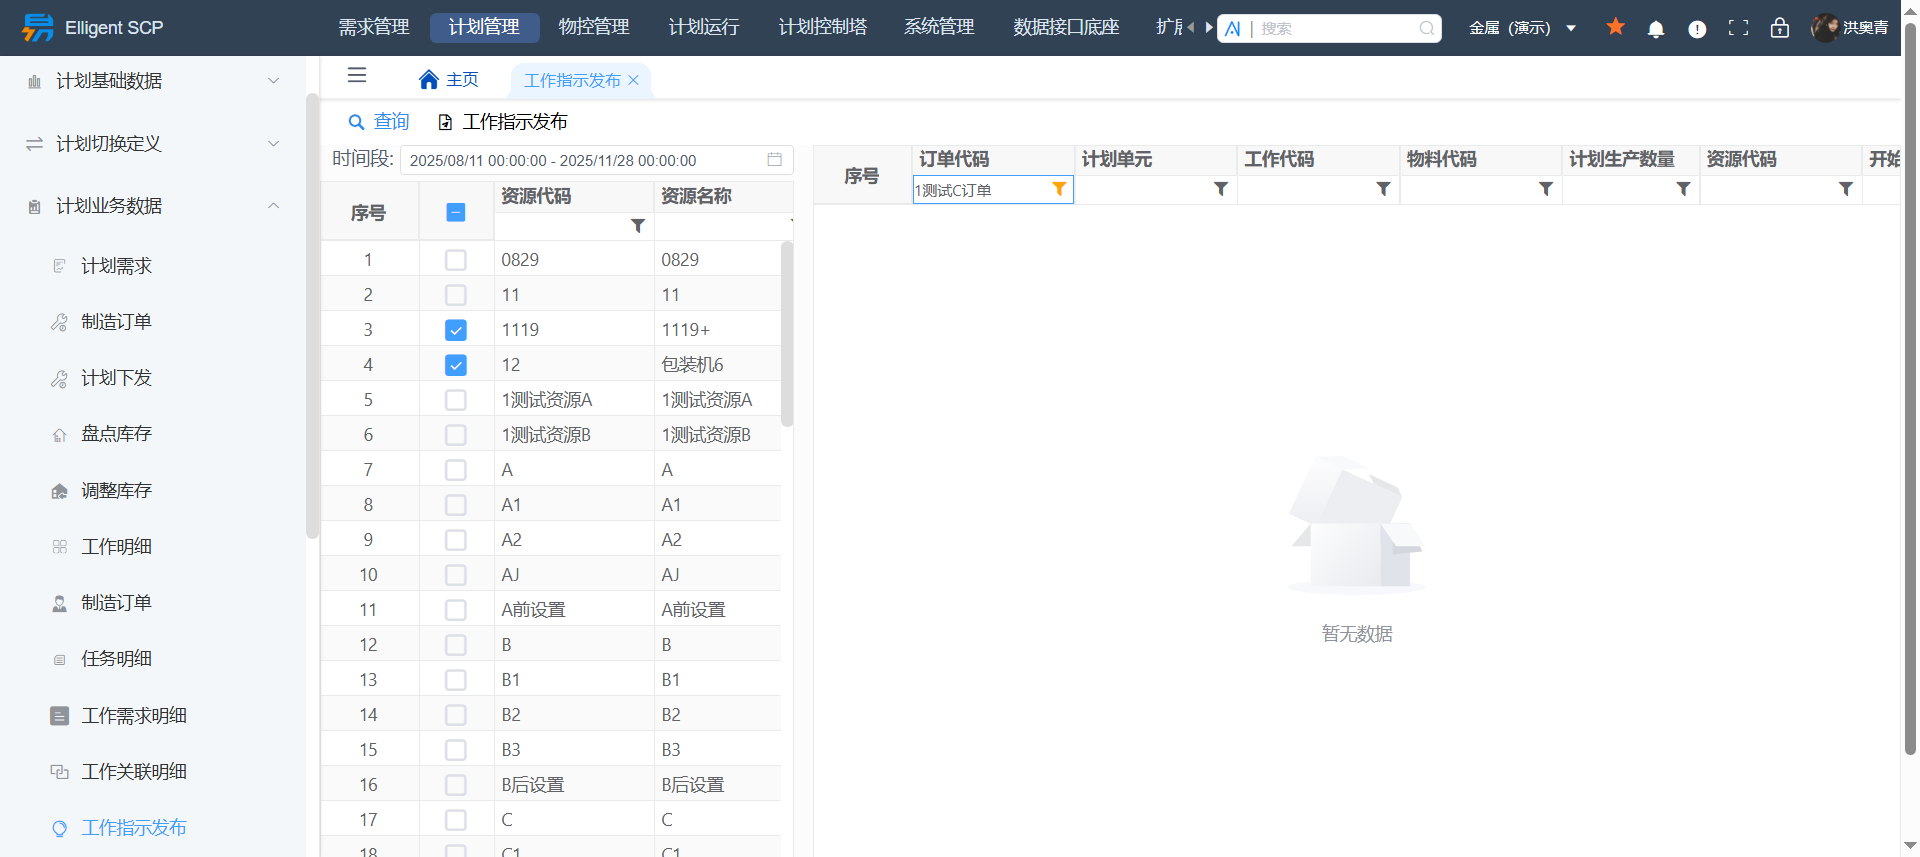 Elligent SCP
需求管理 计划管理 物控管理 计划运行 计划控制塔 系统管理 数据接口底座
搜索
金属（演示）
洪奥青
计划基础数据
计划切换定义
计划业务数据
计划需求
制造订单
计划下发
盘点库存
调整库存
工作明细
制造订单
任务明细
工作需求明细
工作关联明细
工作指示发布
主页 工作指示发布
查询 工作指示发布
时间段: 2025/08/11 00:00:00 - 2025/11/28 00:00:00
序号 资源代码 资源名称
1 0829 0829
2 11 11
3 1119 1119+
4 12 包装机6
5 1测试资源A 1测试资源A
6 1测试资源B 1测试资源B
7 A A
8 A1 A1
9 A2 A2
10 AJ AJ
11 A前设置 A前设置
12 B B
13 B1 B1
14 B2 B2
15 B3 B3
16 B后设置 B后设置
17 C C
18 C1 C1
序号 订单代码 计划单元 工作代码 物料代码 计划生产数量 资源代码 开始
1测试C订单
暂无数据